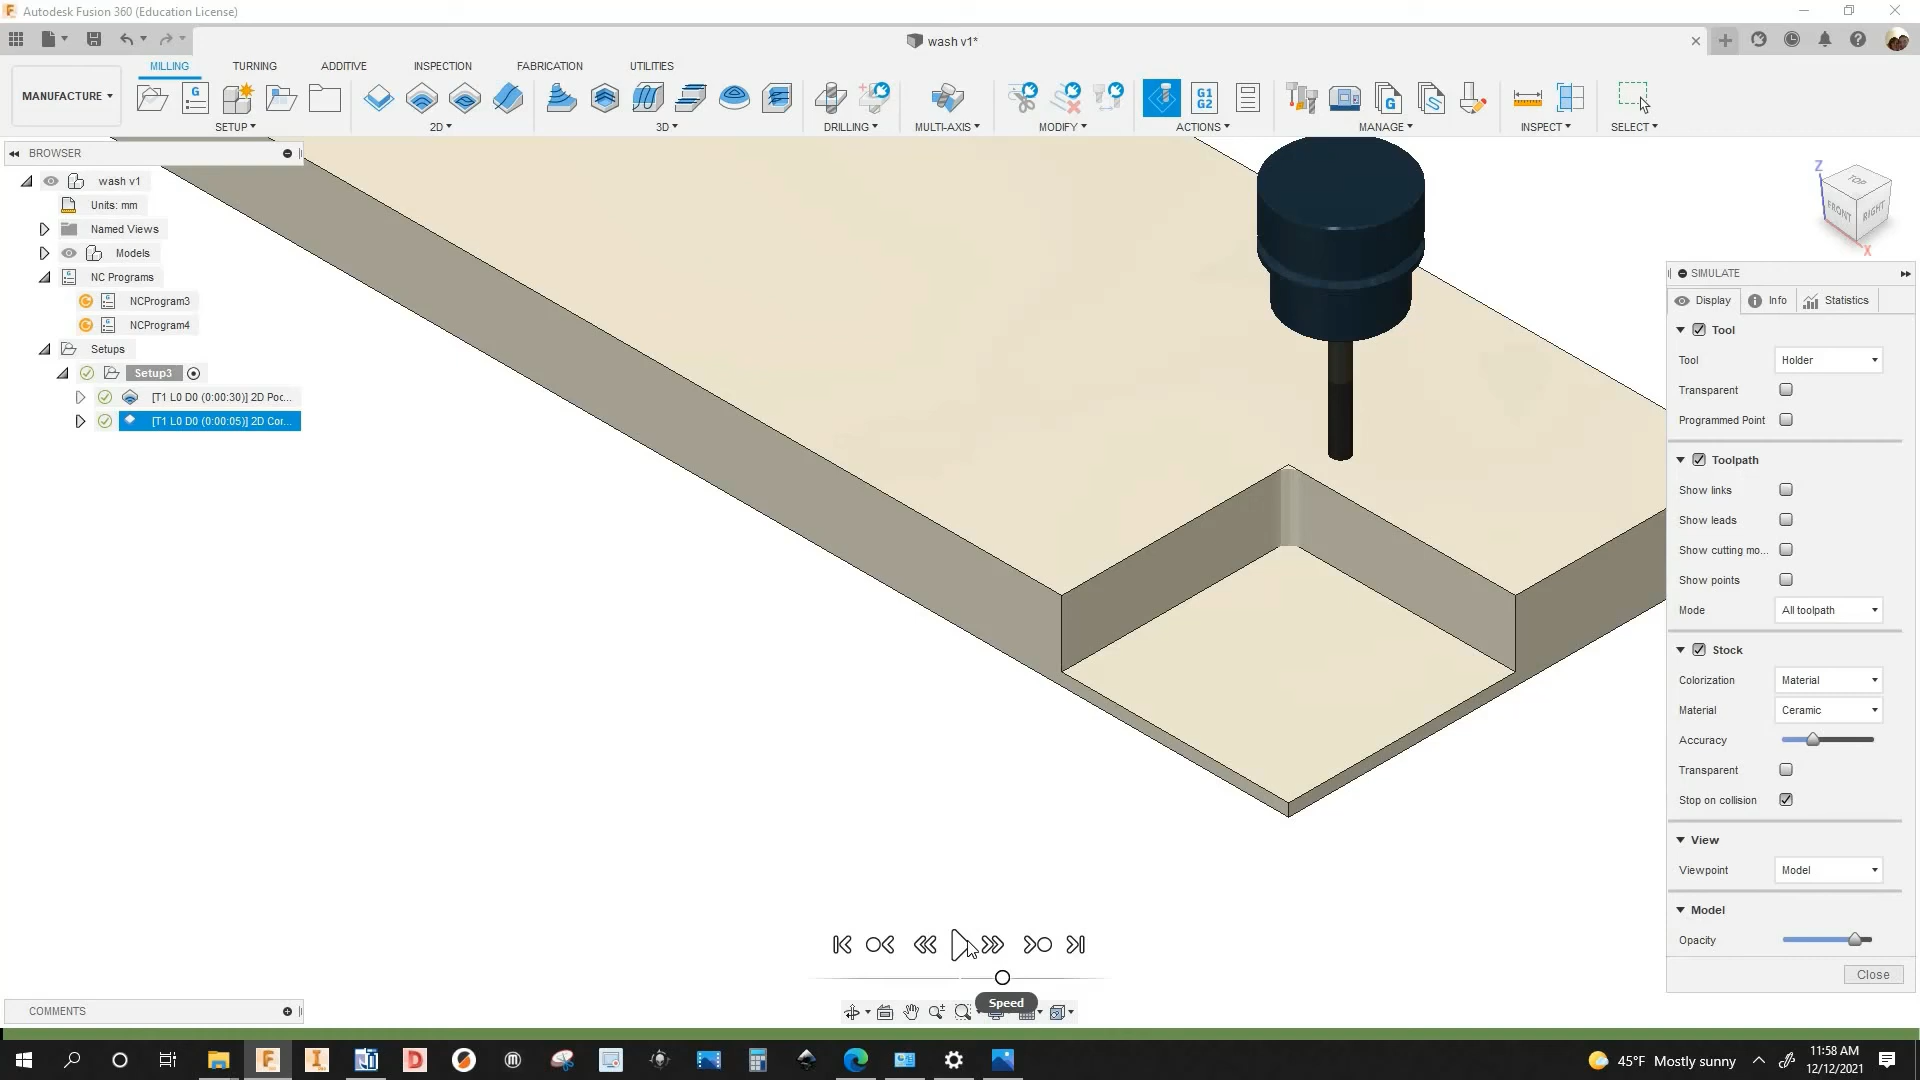 Autodesk Fusion 360 (Education License)
wash v1*
MILLING TURNING ADDITIVE INSPECTION FABRICATION UTILITIES
MANUFACTURE
G
G1
G2
G
S
SETUP 2D 3D DRILLING MULTI-AXIS MODIFY ACTIONS MANAGE INSPECT SELECT
BROWSER
wash v1
Units: mm
Named Views
Models
NC Programs
NCProgram3
NCProgram4
Setups
Setup3
[T1 L0 D0 (0:00:30)] 2D Poc...
[T1 L0 D0 (0:00:05)] 2D Cor...
Z
TOP
FRONT
RIGHT
X
SIMULATE
Display Info Statistics
Tool
Tool Holder
Transparent
Programmed Point
Toolpath
Show links
Show leads
Show cutting mo...
Show points
Mode All toolpath
Stock
Colorization Material
Material Ceramic
Accuracy
Transparent
Stop on collision
View
Viewpoint Model
Model
Opacity
Close
Speed
COMMENTS
45°F Mostly sunny
11:58 AM
12/12/2021